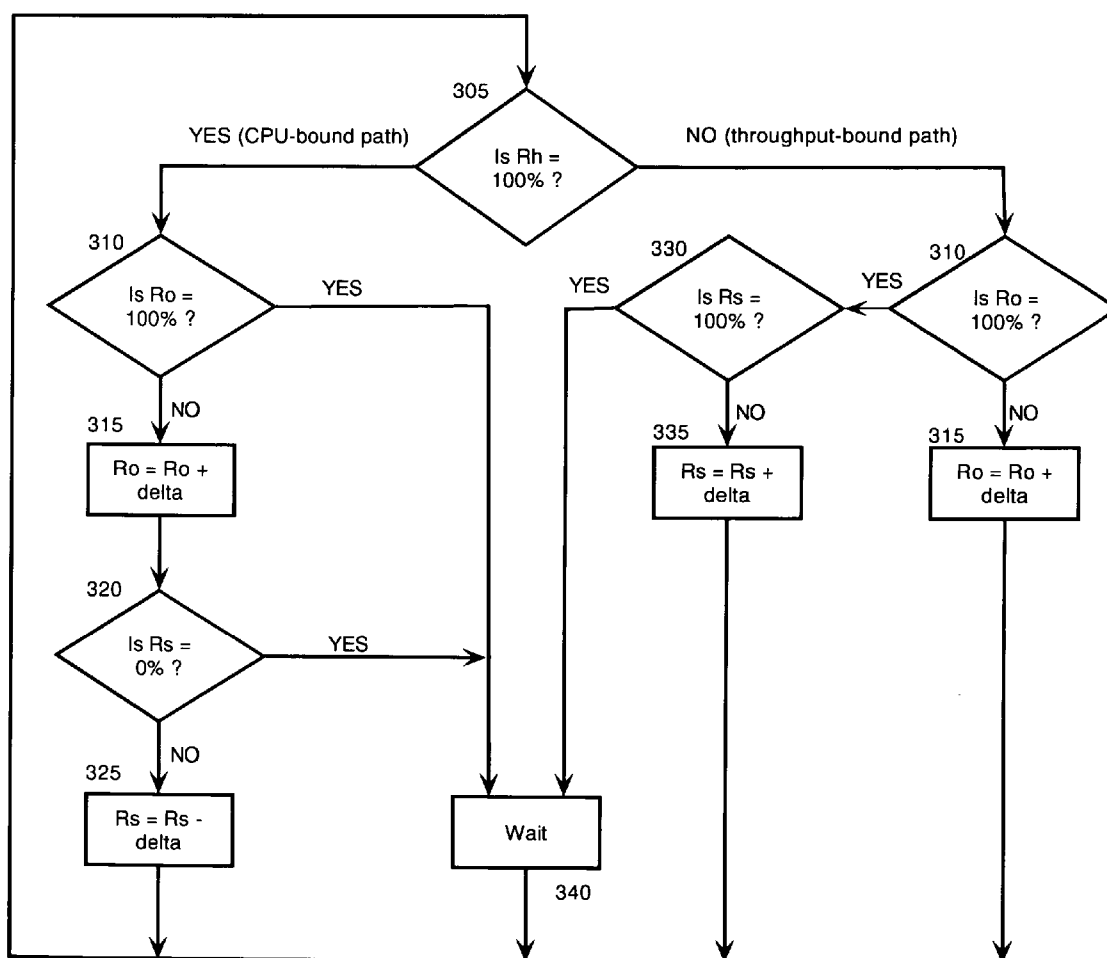 305
YES (CPU-bound path)
NO (throughput-bound path)
Is Rh =
100% ?
310
Is Ro =
100% ?
YES
330
YES
Is Rs =
100% ?
310
YES
Is Ro =
100% ?
NO
315
Ro = Ro +
delta
NO
335
Rs = Rs +
delta
NO
315
Ro = Ro +
delta
320
Is Rs =
0% ?
YES
NO
325
Rs = Rs -
delta
Wait
340